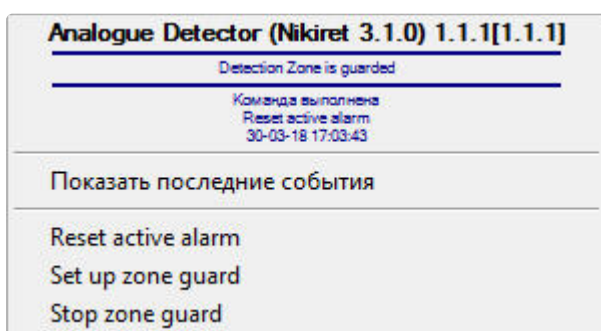 Analogue Detector (Nikiret 3.1.0) 1.1.1[1.1.1]
Detection Zone is guarded
Команда выполнена
Reset active alarm
30-03-18 17:03:43
Показать последние события
Reset active alarm
Set up zone guard
Stop zone guard